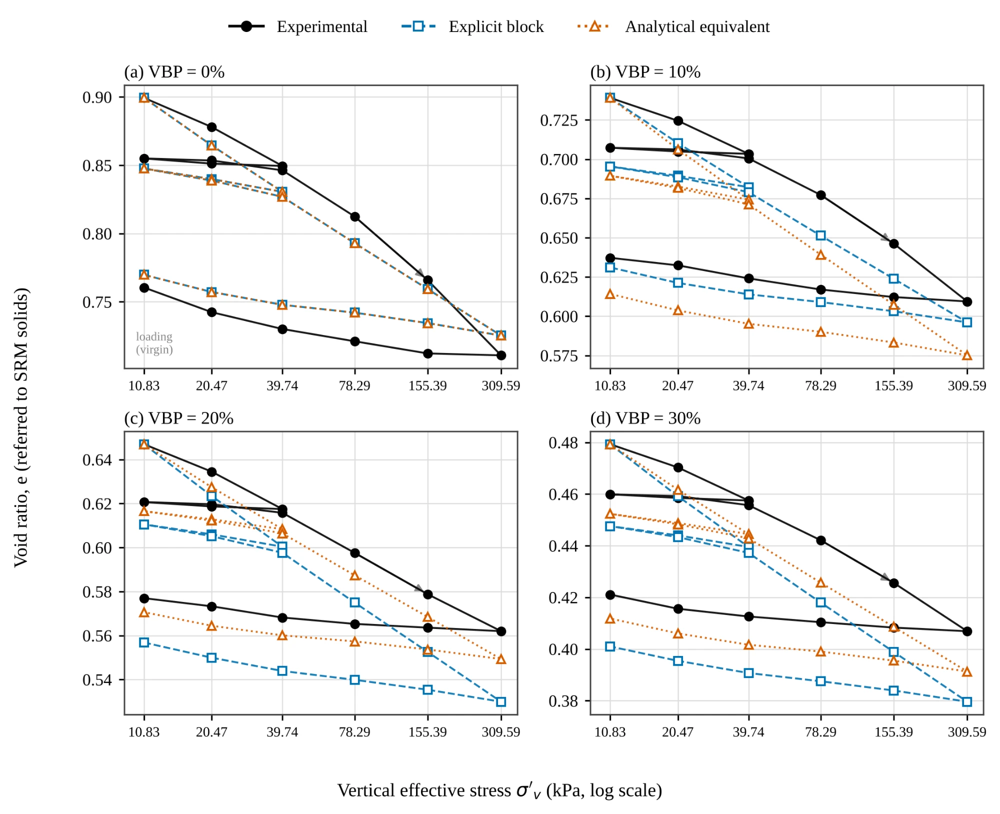 Experimental Explicit block Analytical equivalent
(a) VBP = 0%
0.90
0.85
0.80
0.75
loading
(virgin)
10.83 20.47 39.74 78.29 155.39 309.59
(b) VBP = 10%
0.725
0.700
0.675
0.650
0.625
0.600
0.575
10.83 20.47 39.74 78.29 155.39 309.59
(c) VBP = 20%
0.64
0.62
0.60
0.58
0.56
0.54
10.83 20.47 39.74 78.29 155.39 309.59
(d) VBP = 30%
0.48
0.46
0.44
0.42
0.40
0.38
10.83 20.47 39.74 78.29 155.39 309.59
Void ratio, e (referred to SRM solids)
Vertical effective stress σ′v (kPa, log scale)